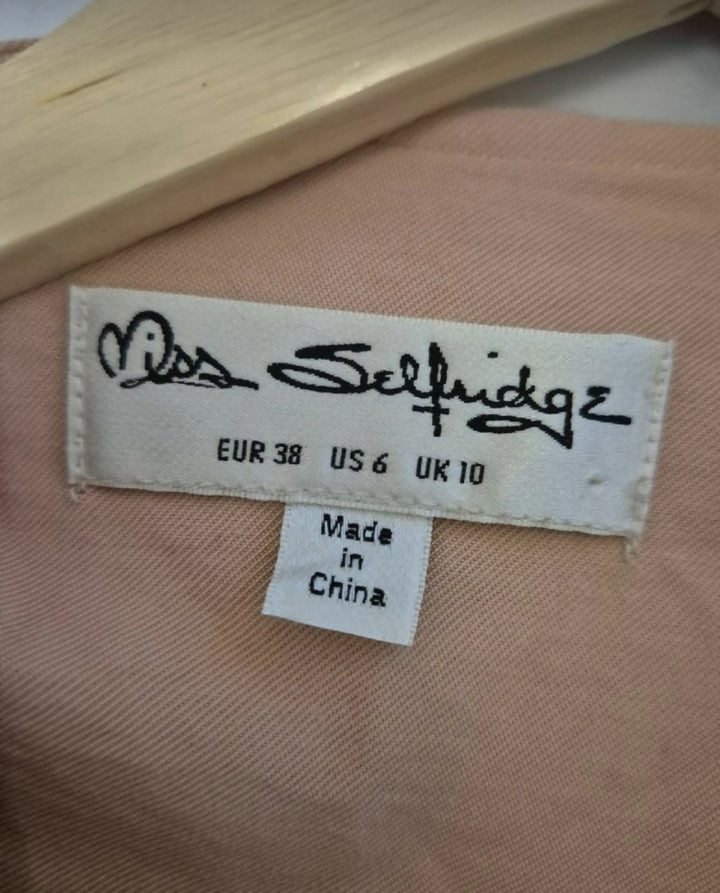 Miss Selfridge
EUR 38 US 6 UK 10
Made
in
China